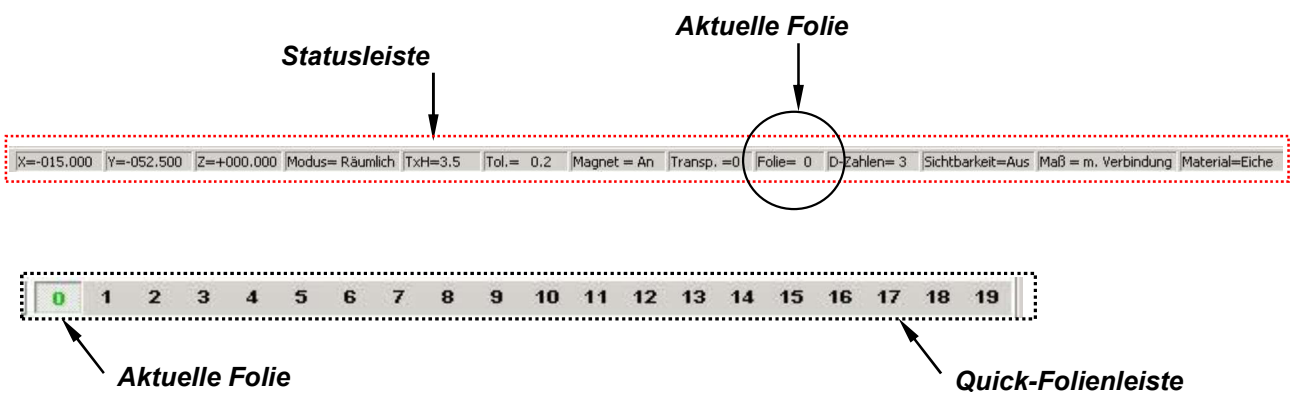 Aktuelle Folie
Statusleiste
X=-015.000 Y=-052.500 Z=+000.000 Modus= Räumlich TxH=3.5 Tol.= 0.2 Magnet = An Transp. =0 Folie= 0 D-Zahlen= 3 Sichtbarkeit=Aus Maß = m. Verbindung Material=Eiche
0 1 2 3 4 5 6 7 8 9 10 11 12 13 14 15 16 17 18 19
Aktuelle Folie
Quick-Folienleiste